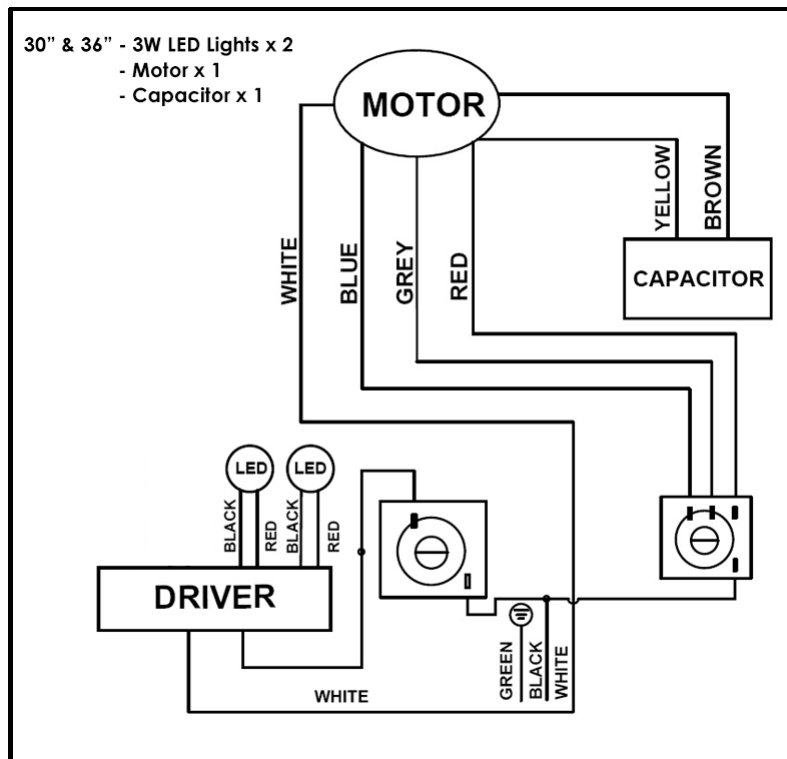 30” & 36” - 3W LED Lights x 2
- Motor x 1
- Capacitor x 1
MOTOR
WHITE
BLUE
GREY
RED
YELLOW
BROWN
CAPACITOR
LED
LED
BLACK
RED
BLACK
RED
DRIVER
GREEN
BLACK
WHITE
WHITE